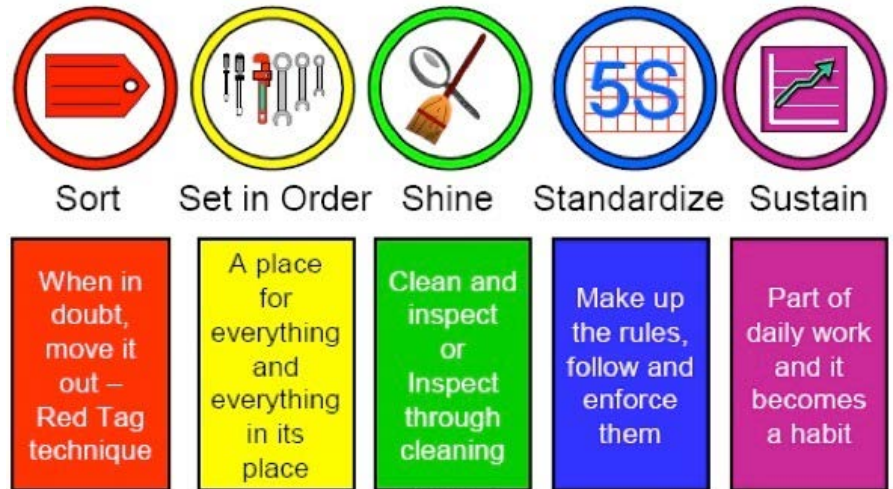 5S
Sort
Set in Order
Shine
Standardize
Sustain
When in
doubt,
move it
out –
Red Tag
technique
A place
for
everything
and
everything
in its
place
Clean and
inspect
or
Inspect
through
cleaning
Make up
the rules,
follow and
enforce
them
Part of
daily work
and it
becomes
a habit